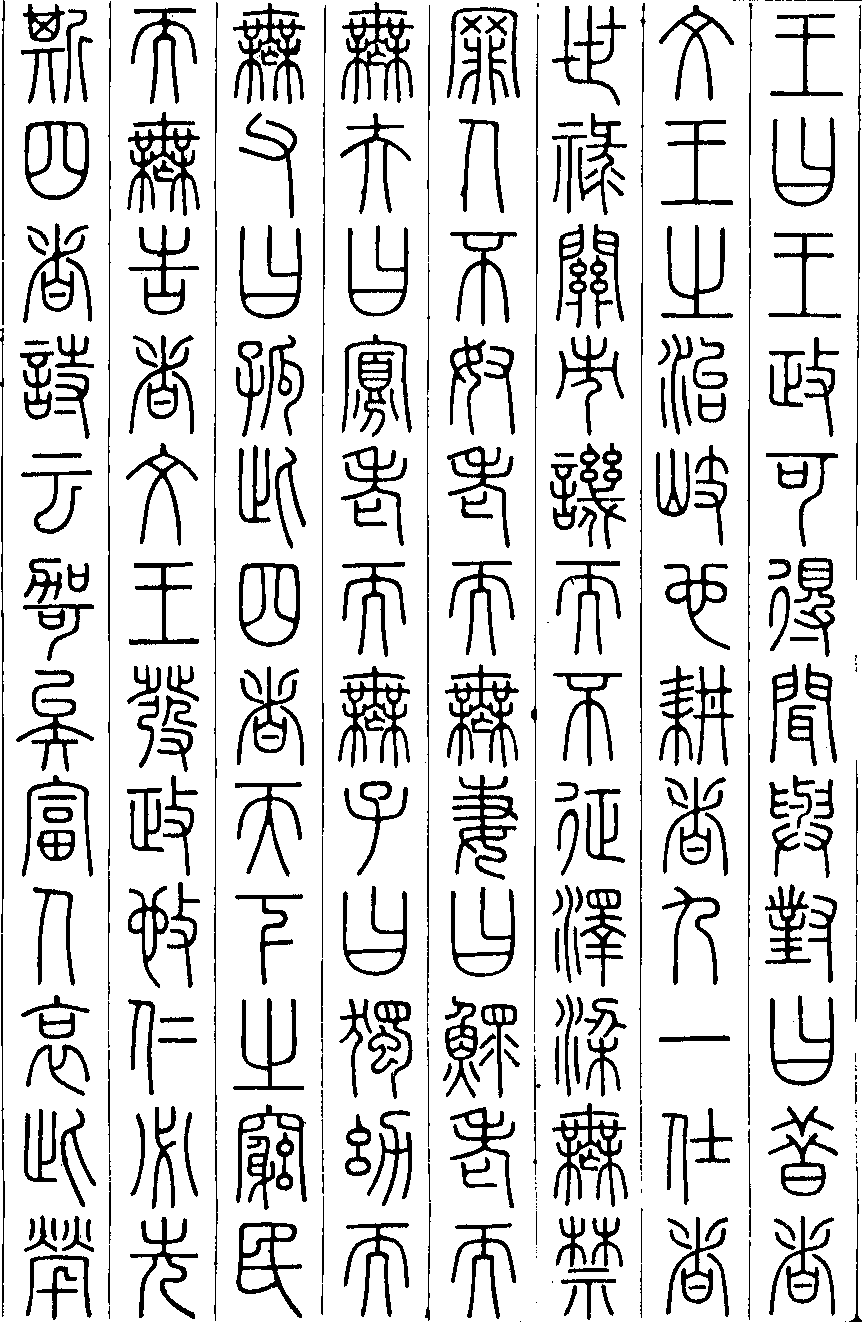 王曰王政可得聞與對曰昔者
文王之治岐也耕者九一仕者
世祿關市譏而不征澤梁無禁
罪人不奴老而無妻曰鰥老而
無夫曰寡老而無子曰獨幼而
無父曰孤此四者天下之窮民
而無告者文王發政施仁必先
斯四者詩云哿矣富人哀此煢